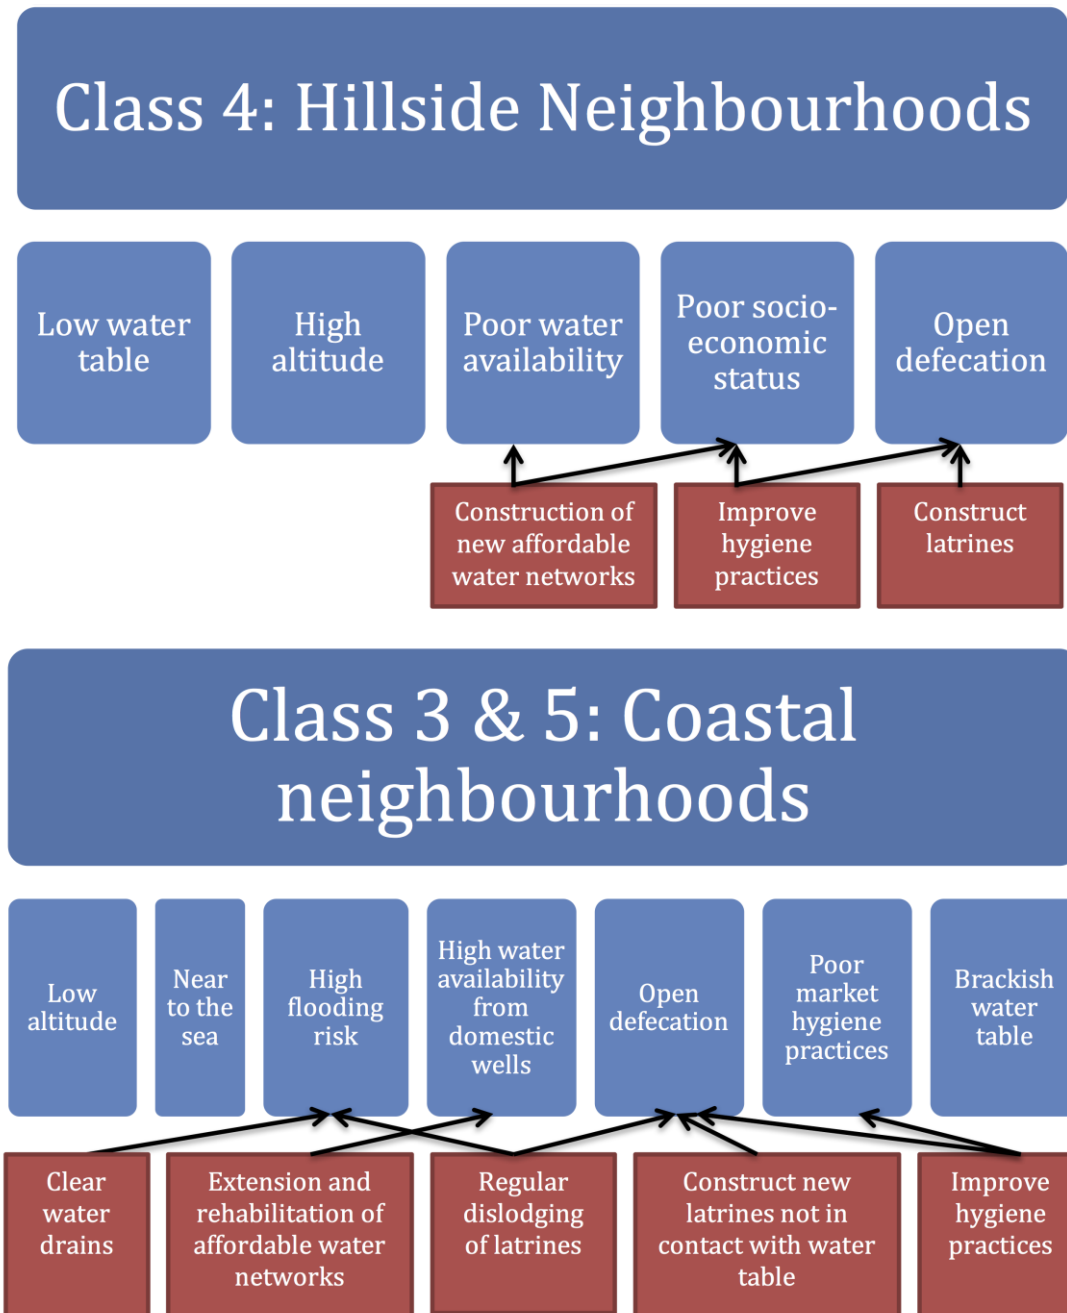 Class 4: Hillside Neighbourhoods
Low water
table
High
altitude
Poor water
availability
Poor socio-
economic
status
Open
defecation
Construction of
new affordable
water networks
Improve
hygiene
practices
Construct
latrines
Class 3 & 5: Coastal
neighbourhoods
Low
altitude
Near
to the
sea
High
flooding
risk
High water
availability
from
domestic
wells
Open
defecation
Poor
market
hygiene
practices
Brackish
water
table
Clear
water
drains
Extension and
rehabilitation of
affordable water
networks
Regular
dislodging
of latrines
Construct new
latrines not in
contact with water
table
Improve
hygiene
practices